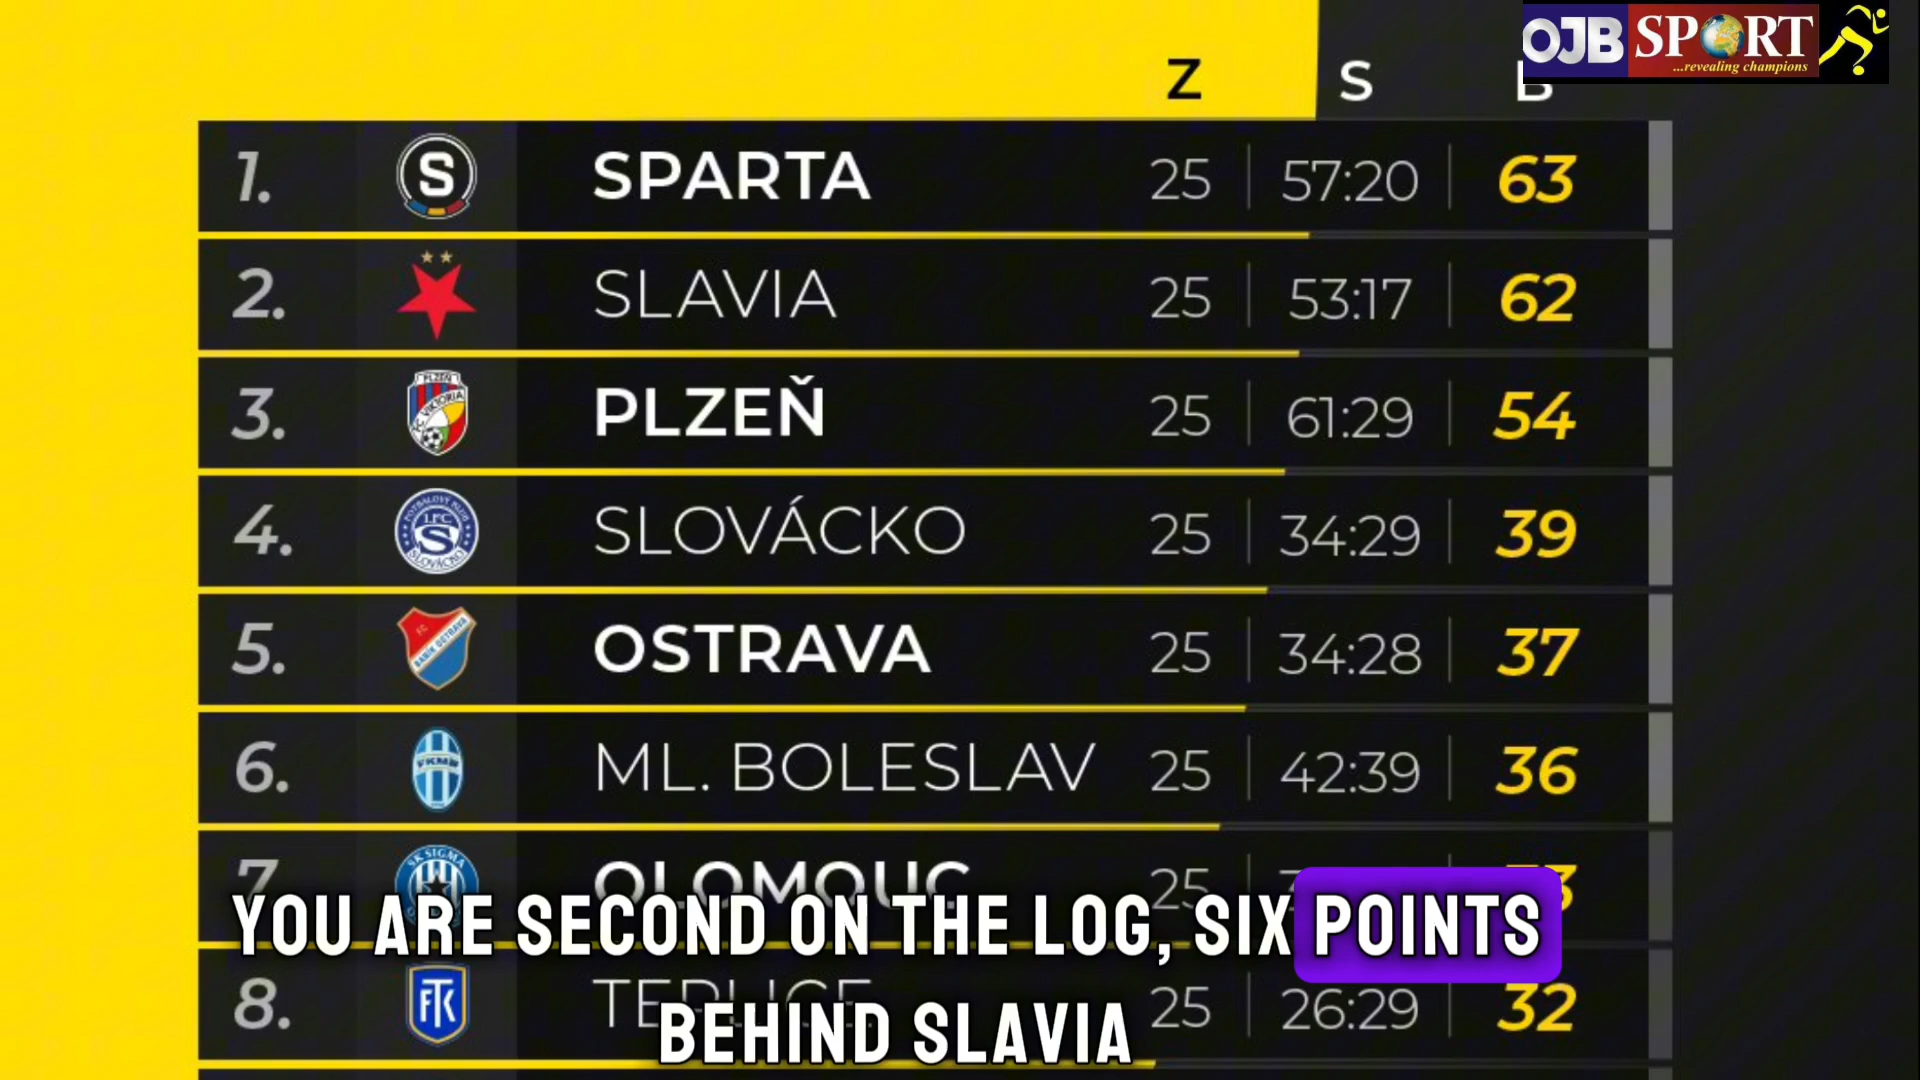 OJB SPORT
...revealing champions
Z S B
1. S SPARTA 25 57:20 63
2. SLAVIA 25 53:17 62
3. PLZEŇ 25 61:29 54
4. SLOVÁCKO 25 34:29 39
5. OSTRAVA 25 34:28 37
6. ML. BOLESLAV 25 42:39 36
7. OLOMOUC 25
8. TEPLICE 25 26:29 32
YOU ARE SECOND ON THE LOG, SIX POINTS
BEHIND SLAVIA